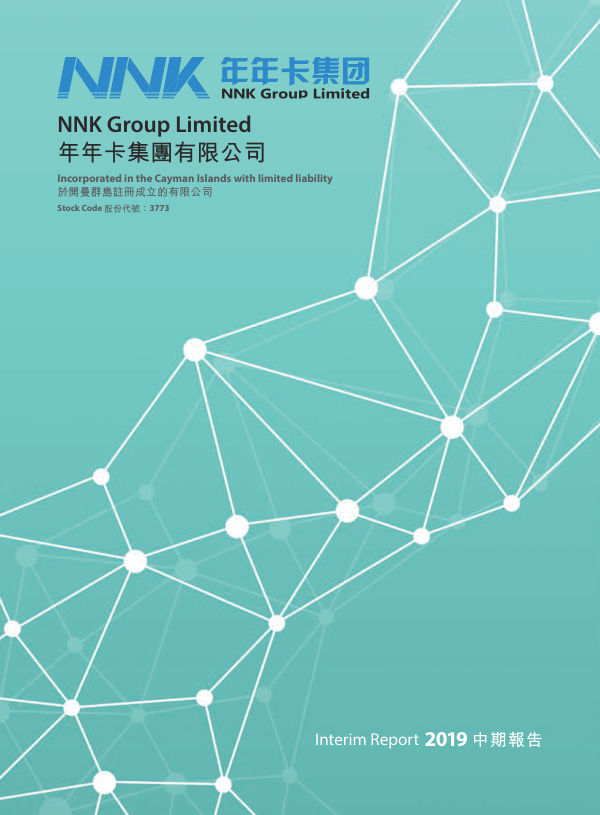 NNK 年年卡集团
NNK Group Limited
NNK Group Limited
年年卡集團有限公司
Incorporated in the Cayman Islands with limited liability
於開曼群島註冊成立的有限公司
Stock Code 股份代號：3773
Interim Report 2019 中期報告